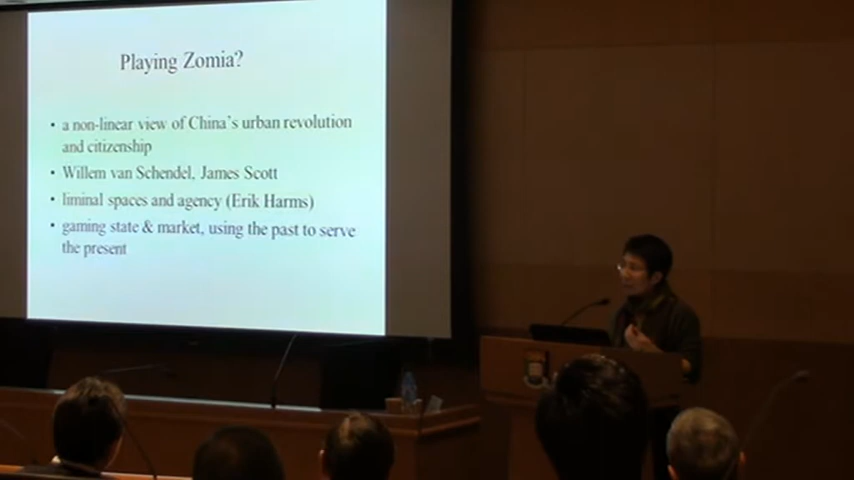 Playing Zomia?
• a non-linear view of China's urban revolution
and citizenship
• Willem van Schendel, James Scott
• liminal spaces and agency (Erik Harms)
• gaming state & market, using the past to serve
the present